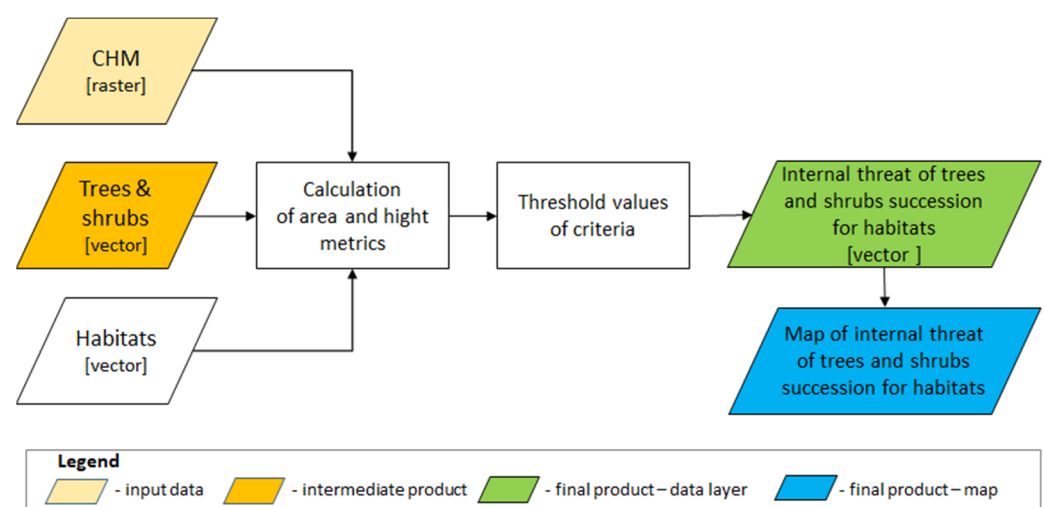 CHM
[raster]
Trees &
shrubs
[vector]
Habitats
[vector]
Calculation
of area and hight
metrics
Threshold values
of criteria
Internal threat of trees
and shrubs succession
for habitats
[vector ]
Map of internal threat
of trees and shrubs
succession for habitats
Legend
- input data
- intermediate product
- final product – data layer
- final product – map